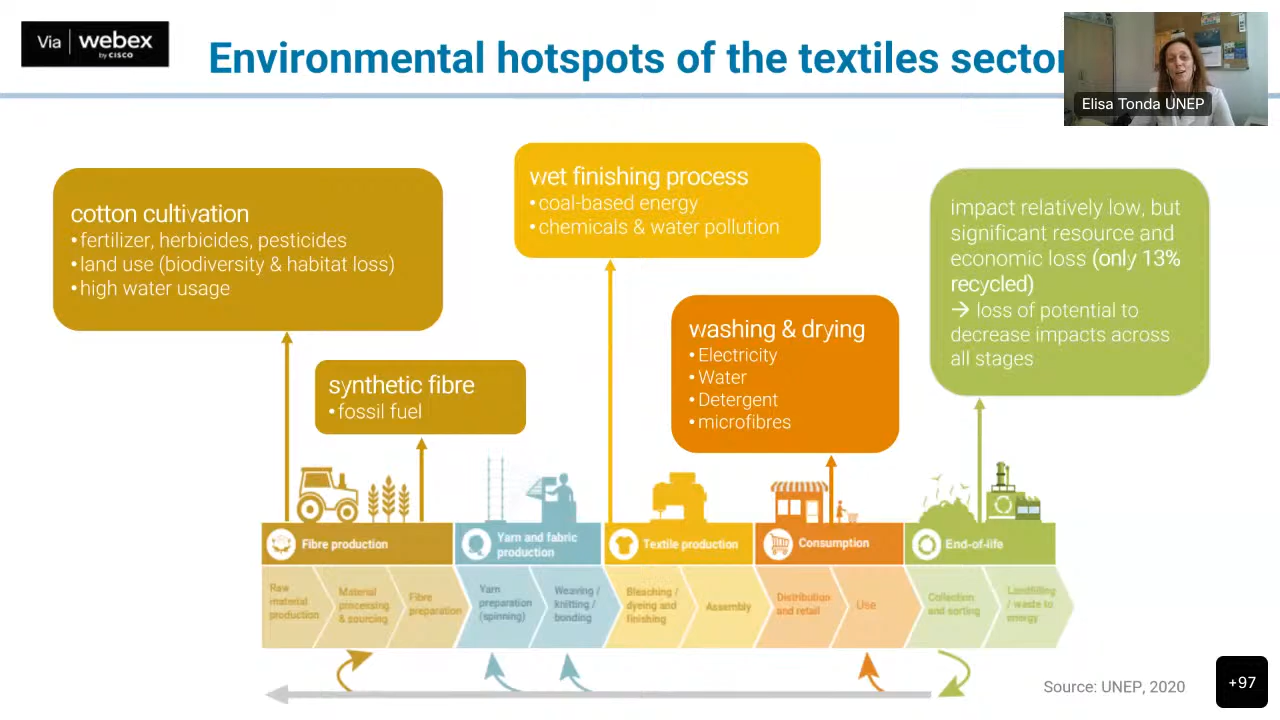 Via webex
by CISCO
Environmental hotspots of the textiles sector
Elisa Tonda UNEP
cotton cultivation
•fertilizer, herbicides, pesticides
•land use (biodiversity & habitat loss)
•high water usage
synthetic fibre
•fossil fuel
wet finishing process
•coal-based energy
•chemicals & water pollution
washing & drying
•Electricity
•Water
•Detergent
•microfibres
impact relatively low, but
significant resource and
economic loss (only 13%
recycled)
→ loss of potential to
decrease impacts across
all stages
Fibre production
Yarn and fabric
production
Textile production
Consumption
End-of-life
Raw
material
production
Material
processing
& sourcing
Fibre
preparation
Yarn
preparation
(spinning)
Weaving /
knitting /
bonding
Bleaching /
dyeing and
finishing
Assembly
Distribution
and retail
Use
Collection
and sorting
Landfilling
/ waste to
energy
Source: UNEP, 2020
+97